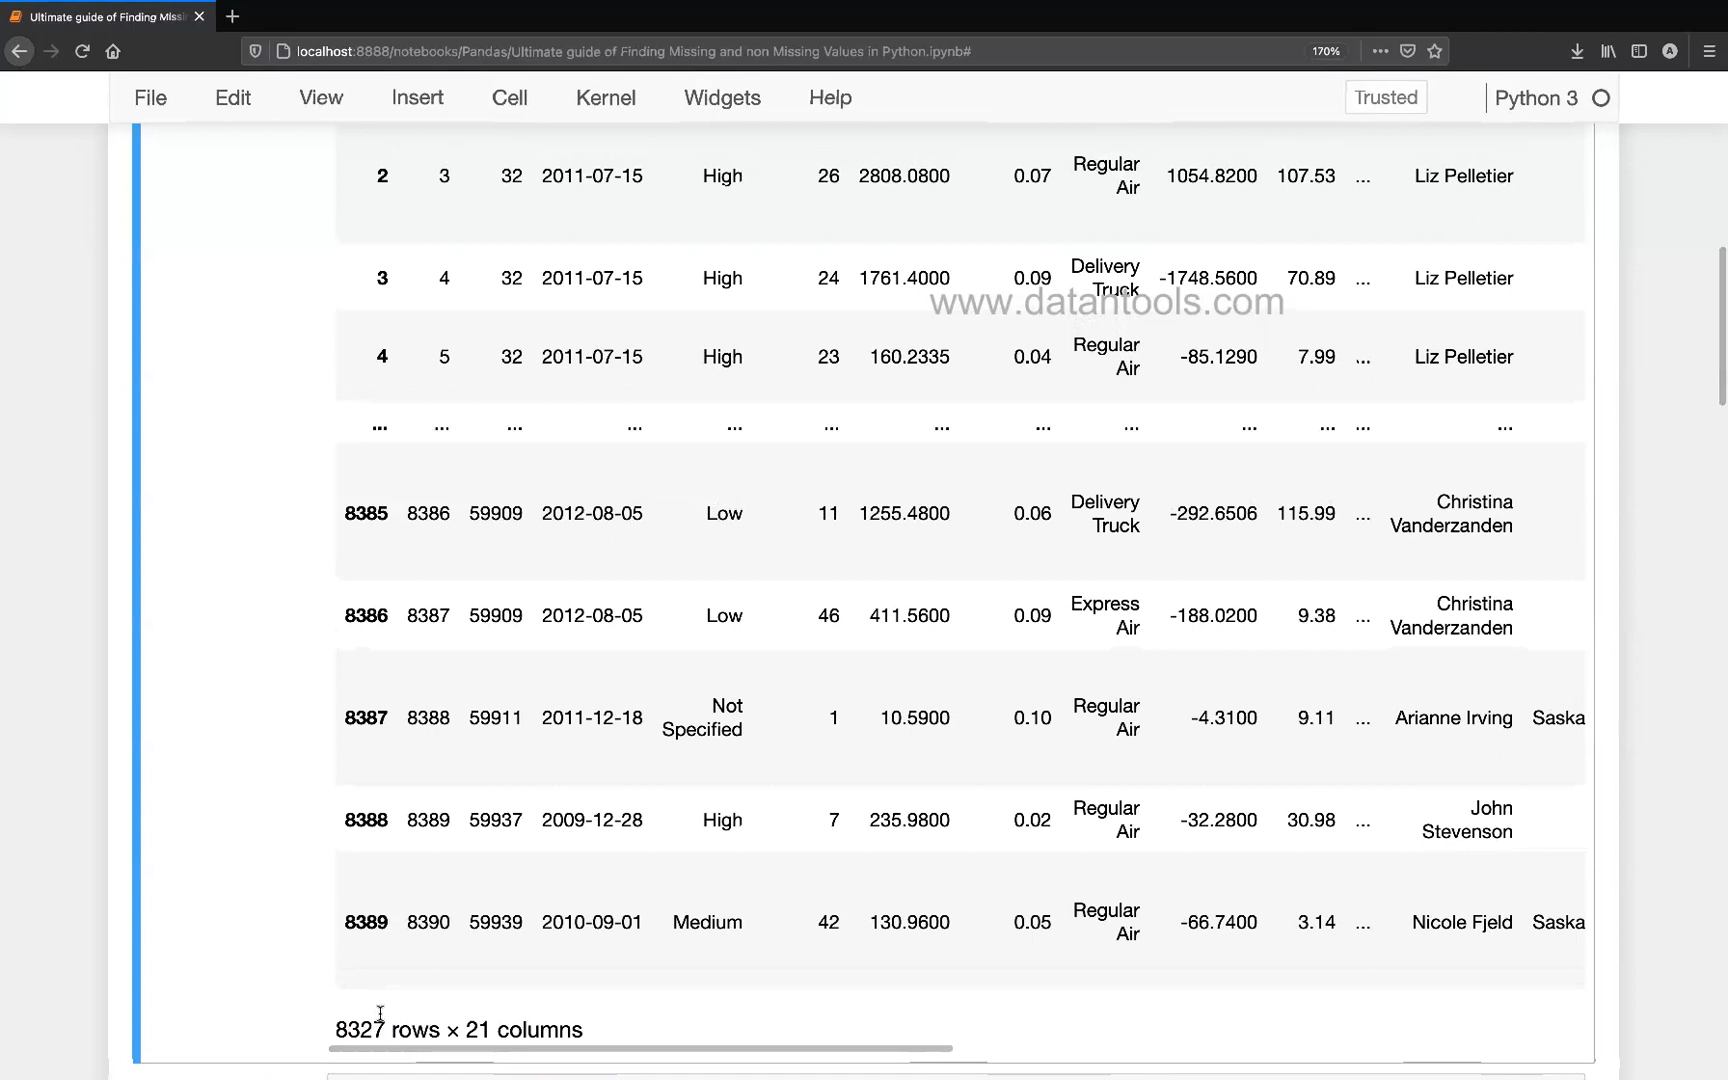 Ultimate guide of Finding Missi
localhost:8888/notebooks/Pandas/Ultimate guide of Finding Missing and non Missing Values in Python.ipynb#
170%
File Edit View Insert Cell Kernel Widgets Help Trusted Python 3
2 3 32 2011-07-15 High 26 2808.0800 0.07 Regular Air 1054.8200 107.53 ... Liz Pelletier
3 4 32 2011-07-15 High 24 1761.4000 0.09 Delivery Truck -1748.5600 70.89 ... Liz Pelletier
www.datantools.com
4 5 32 2011-07-15 High 23 160.2335 0.04 Regular Air -85.1290 7.99 ... Liz Pelletier
... ... ... ... ... ... ... ... ... ... ... ... ...
8385 8386 59909 2012-08-05 Low 11 1255.4800 0.06 Delivery Truck -292.6506 115.99 ... Christina Vanderzanden
8386 8387 59909 2012-08-05 Low 46 411.5600 0.09 Express Air -188.0200 9.38 ... Christina Vanderzanden
8387 8388 59911 2011-12-18 Not Specified 1 10.5900 0.10 Regular Air -4.3100 9.11 ... Arianne Irving Saska
8388 8389 59937 2009-12-28 High 7 235.9800 0.02 Regular Air -32.2800 30.98 ... John Stevenson
8389 8390 59939 2010-09-01 Medium 42 130.9600 0.05 Regular Air -66.7400 3.14 ... Nicole Fjeld Saska
8327 rows × 21 columns